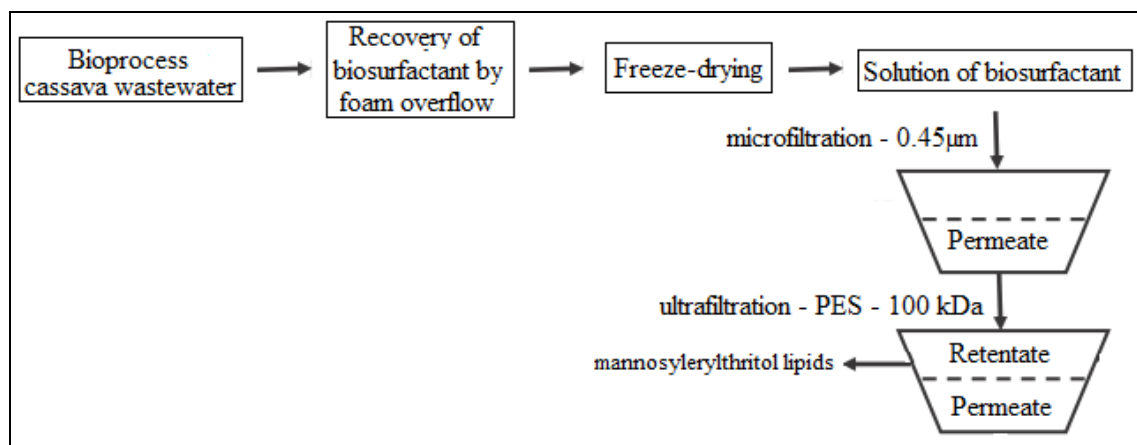 Bioprocess
cassava wastewater
Recovery of
biosurfactant by
foam overflow
Freeze-drying
Solution of biosurfactant
microfiltration - 0.45μm
Permeate
ultrafiltration - PES - 100 kDa
Retentate
mannosylerylthritol lipids
Permeate